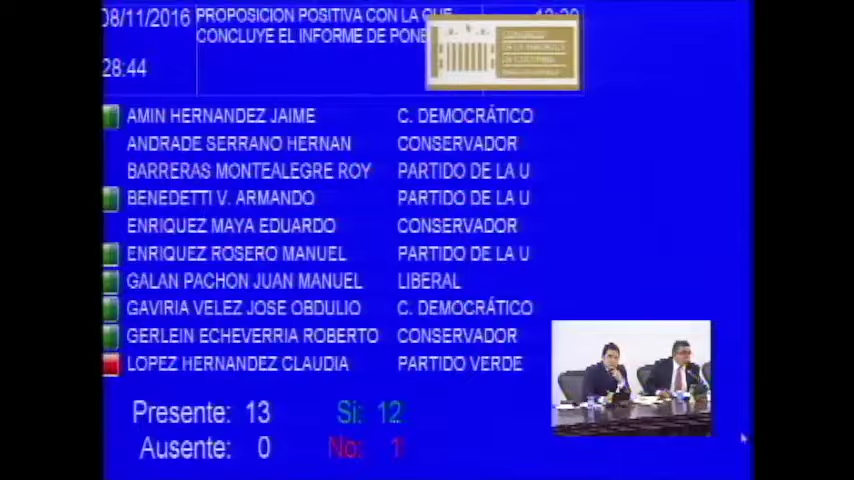 08/11/2016 PROPOSICION POSITIVA CON LA QUE
CONCLUYE EL INFORME DE PONE
28:44
AMIN HERNANDEZ JAIME C. DEMOCRÁTICO
ANDRADE SERRANO HERNAN CONSERVADOR
BARRERAS MONTEALEGRE ROY PARTIDO DE LA U
BENEDETTI V. ARMANDO PARTIDO DE LA U
ENRIQUEZ MAYA EDUARDO CONSERVADOR
ENRIQUEZ ROSERO MANUEL PARTIDO DE LA U
GALAN PACHON JUAN MANUEL LIBERAL
GAVIRIA VELEZ JOSE OBDULIO C. DEMOCRÁTICO
GERLEIN ECHEVERRIA ROBERTO CONSERVADOR
LOPEZ HERNANDEZ CLAUDIA PARTIDO VERDE
Presente: 13 Si: 12
Ausente: 0 No: 1